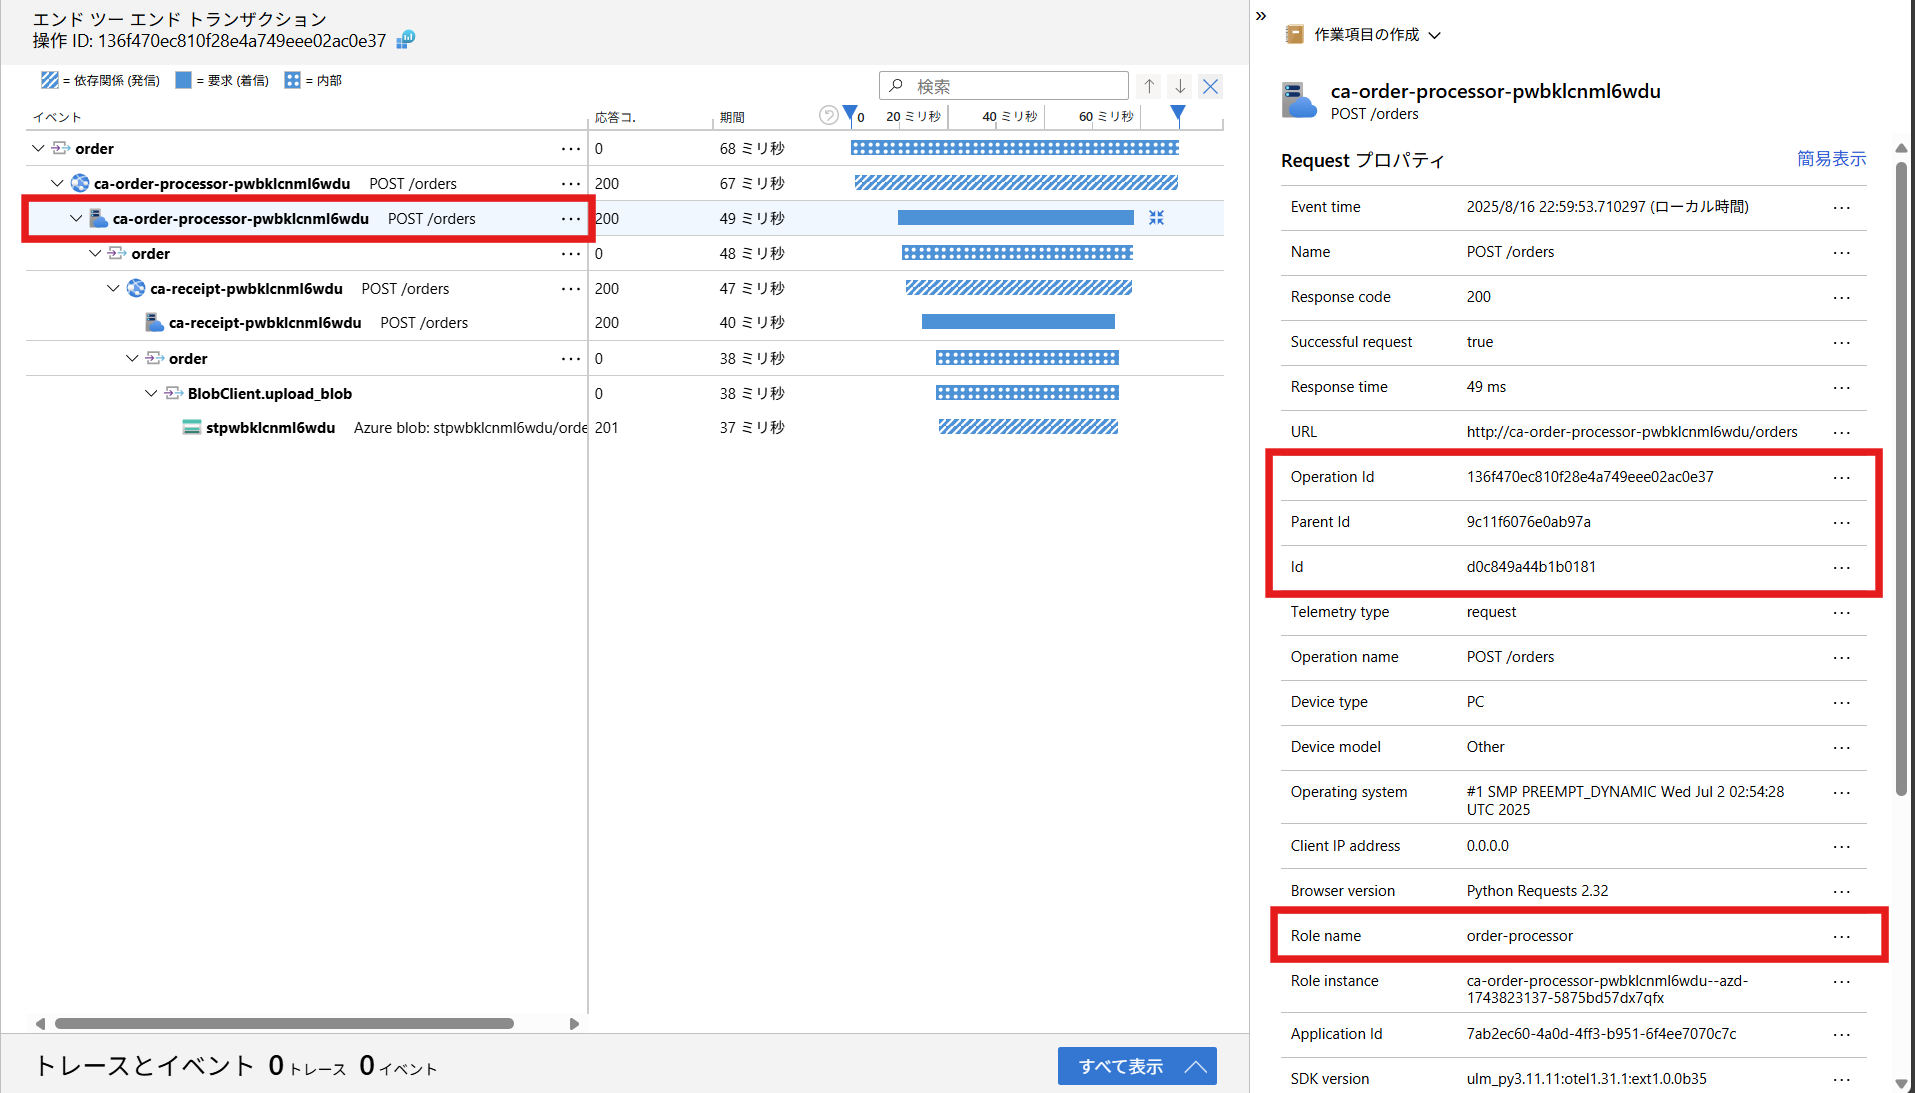 エンド ツー エンド トランザクション
操作 ID: 136f470ec810f28e4a749eee02ac0e37
= 依存関係 (発信) = 要求 (着信) = 内部
検索
イベント 応答コ. 期間 0 20 ミリ秒 40 ミリ秒 60 ミリ秒
order ... 0 68 ミリ秒
ca-order-processor-pwbklcnml6wdu POST /orders ... 200 67 ミリ秒
ca-order-processor-pwbklcnml6wdu POST /orders ... 200 49 ミリ秒
order ... 0 48 ミリ秒
ca-receipt-pwbklcnml6wdu POST /orders ... 200 47 ミリ秒
ca-receipt-pwbklcnml6wdu POST /orders 200 40 ミリ秒
order ... 0 38 ミリ秒
BlobClient.upload_blob 0 38 ミリ秒
stpwbklcnml6wdu Azure blob: stpwbklcnml6wdu/orde 201 37 ミリ秒
トレースとイベント 0 トレース 0 イベント
すべて表示
»
作業項目の作成
ca-order-processor-pwbklcnml6wdu
POST /orders
Request プロパティ 簡易表示
Event time 2025/8/16 22:59:53.710297 (ローカル時間) ...
Name POST /orders ...
Response code 200 ...
Successful request true ...
Response time 49 ms ...
URL http://ca-order-processor-pwbklcnml6wdu/orders ...
Operation Id 136f470ec810f28e4a749eee02ac0e37 ...
Parent Id 9c11f6076e0ab97a ...
Id d0c849a44b1b0181 ...
Telemetry type request ...
Operation name POST /orders ...
Device type PC ...
Device model Other ...
Operating system #1 SMP PREEMPT_DYNAMIC Wed Jul 2 02:54:28 ...
UTC 2025
Client IP address 0.0.0.0 ...
Browser version Python Requests 2.32 ...
Role name order-processor ...
Role instance ca-order-processor-pwbklcnml6wdu--azd- ...
1743823137-5875bd57dx7qfx
Application Id 7ab2ec60-4a0d-4ff3-b951-6f4ee7070c7c ...
SDK version ulm_py3.11.11:otel1.31.1:ext1.0.0b35 ...